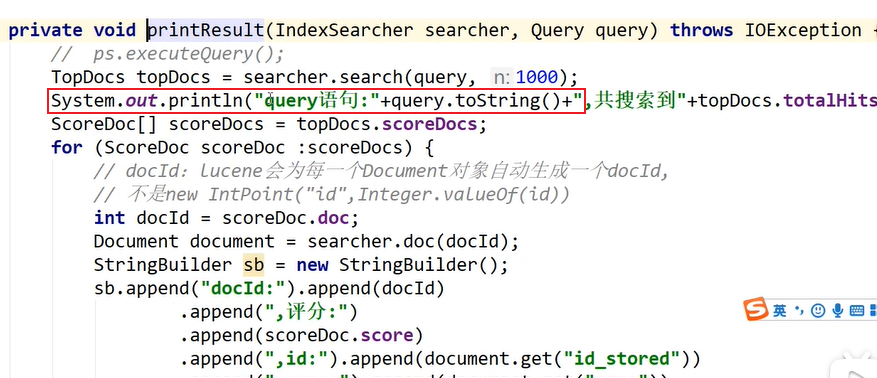 private void printResult(IndexSearcher searcher, Query query) throws IOException {
// ps.executeQuery();
TopDocs topDocs = searcher.search(query, n: 1000);
System.out.println("query语句:"+query.toString()+",共搜索到"+topDocs.totalHits
ScoreDoc[] scoreDocs = topDocs.scoreDocs;
for (ScoreDoc scoreDoc :scoreDocs) {
// docId：lucene会为每一个Document对象自动生成一个docId,
// 不是new IntPoint("id",Integer.valueOf(id))
int docId = scoreDoc.doc;
Document document = searcher.doc(docId);
StringBuilder sb = new StringBuilder();
sb.append("docId:").append(docId)
.append(",评分:")
英
.append(scoreDoc.score)
.append(",id:").append(document.get("id_stored"))